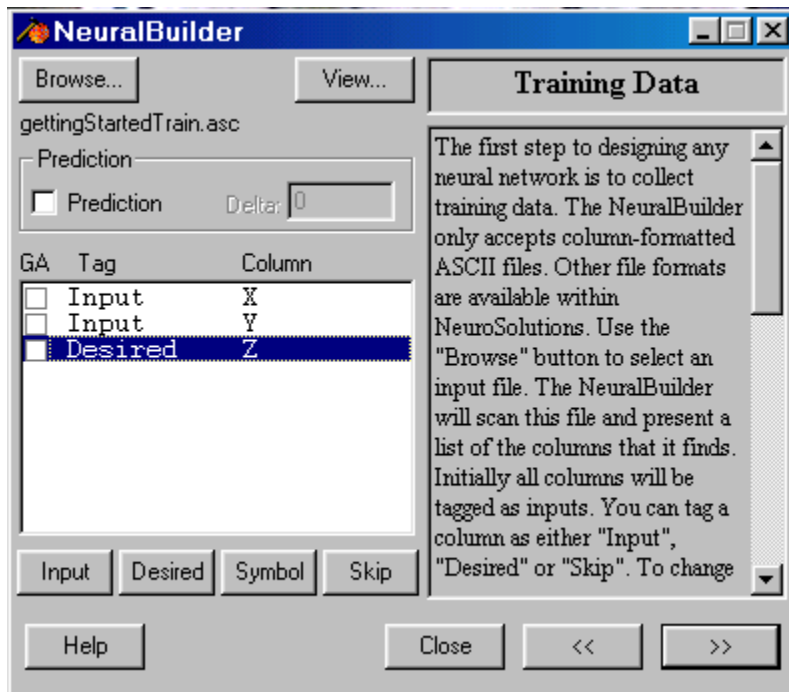 NeuralBuilder
Browse...
View...
gettingStartedTrain.asc
Prediction
Prediction
Delta: 0
GA Tag Column
Input X
Input Y
Desired Z
Input
Desired
Symbol
Skip
Training Data
The first step to designing any
neural network is to collect
training data. The NeuralBuilder
only accepts column-formatted
ASCII files. Other file formats
are available within
NeuroSolutions. Use the
"Browse" button to select an
input file. The NeuralBuilder
will scan this file and present a
list of the columns that it finds.
Initially all columns will be
tagged as inputs. You can tag a
column as either "Input",
"Desired" or "Skip". To change
Help
Close
<<
>>